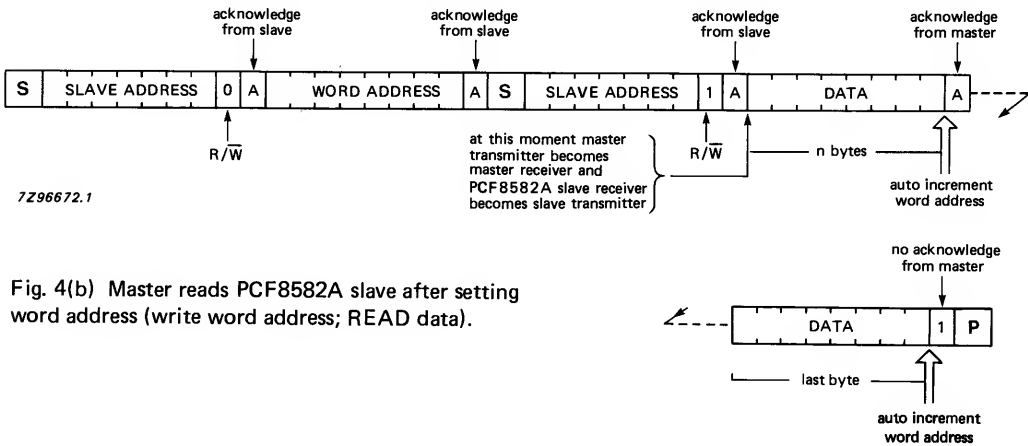 acknowledge
from slave
acknowledge
from slave
acknowledge
from slave
acknowledge
from master
S SLAVE ADDRESS 0 A WORD ADDRESS A S SLAVE ADDRESS 1 A DATA A
R/W̅
at this moment master
transmitter becomes
master receiver and
PCF8582A slave receiver
becomes slave transmitter
R/W̅
n bytes
auto increment
word address
7Z96672.1
no acknowledge
from master
Fig. 4(b) Master reads PCF8582A slave after setting
word address (write word address; READ data).
DATA 1 P
last byte
auto increment
word address